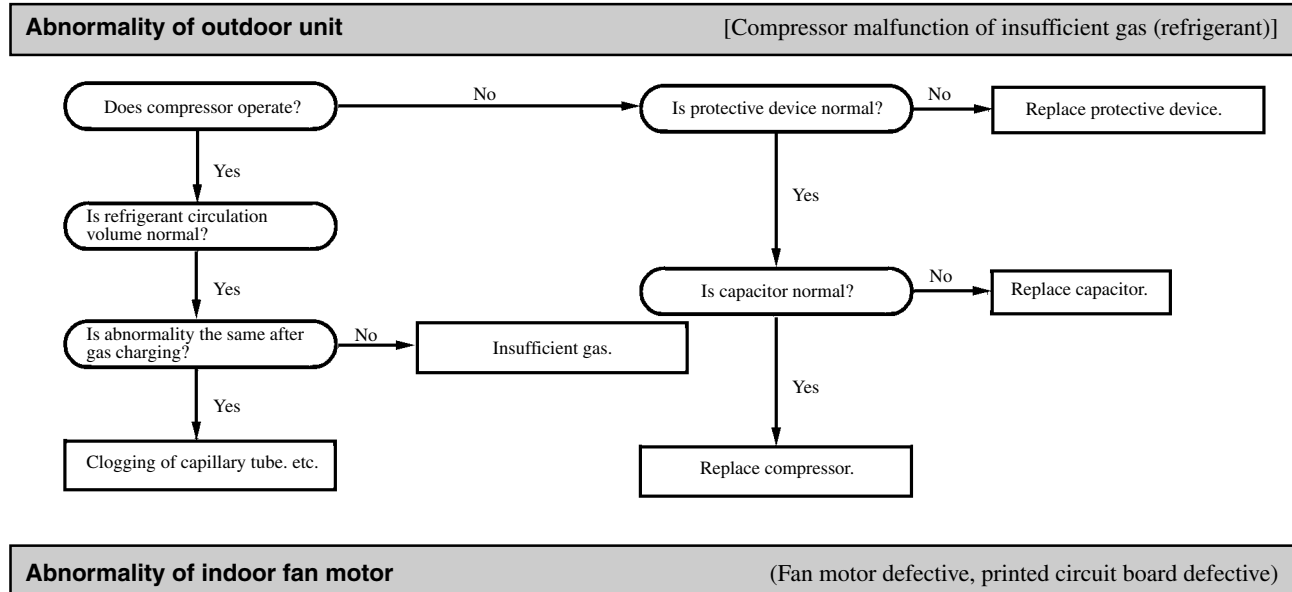 Abnormality of outdoor unit [Compressor malfunction of insufficient gas (refrigerant)]
Does compressor operate?
No
Is protective device normal?
No
Replace protective device.
Yes
Yes
Is refrigerant circulation
volume normal?
Yes
Is capacitor normal?
No
Replace capacitor.
Is abnormality the same after
gas charging?
No
Insufficient gas.
Yes
Yes
Clogging of capillary tube. etc.
Replace compressor.
Abnormality of indoor fan motor (Fan motor defective, printed circuit board defective)